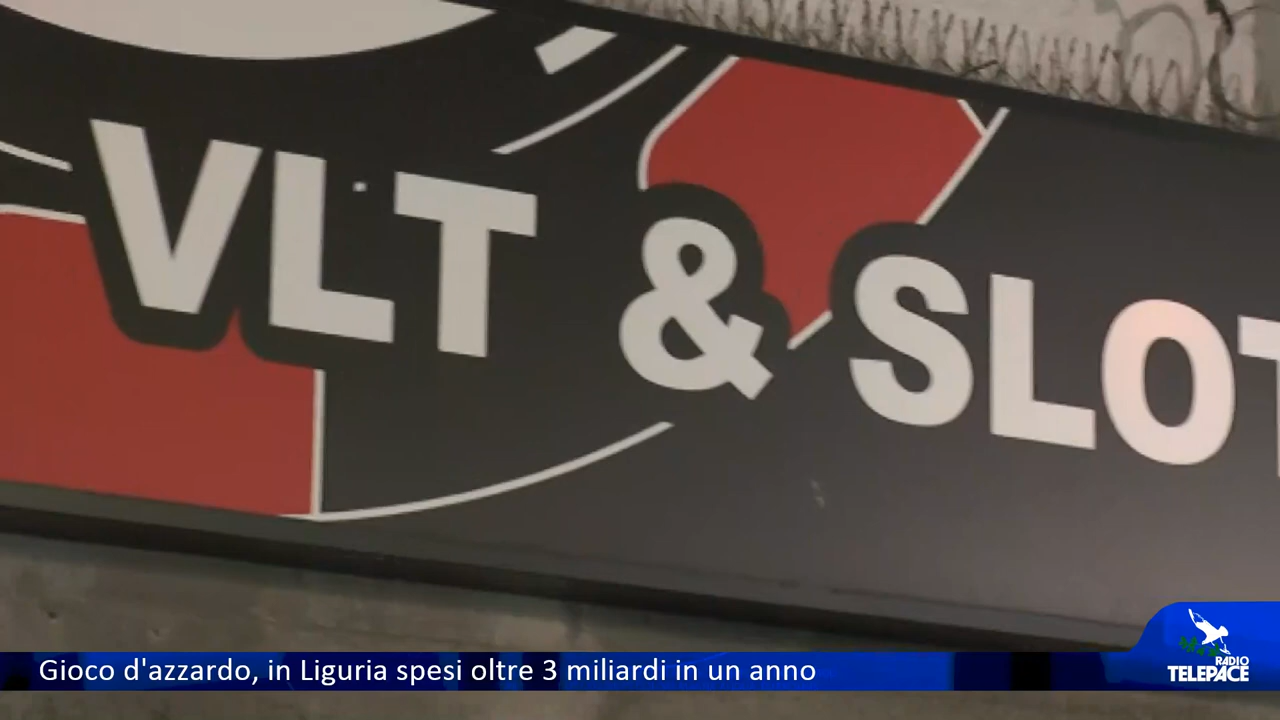 VLT & SLOT
Gioco d'azzardo, in Liguria spesi oltre 3 miliardi in un anno
RADIO
TELEPACE